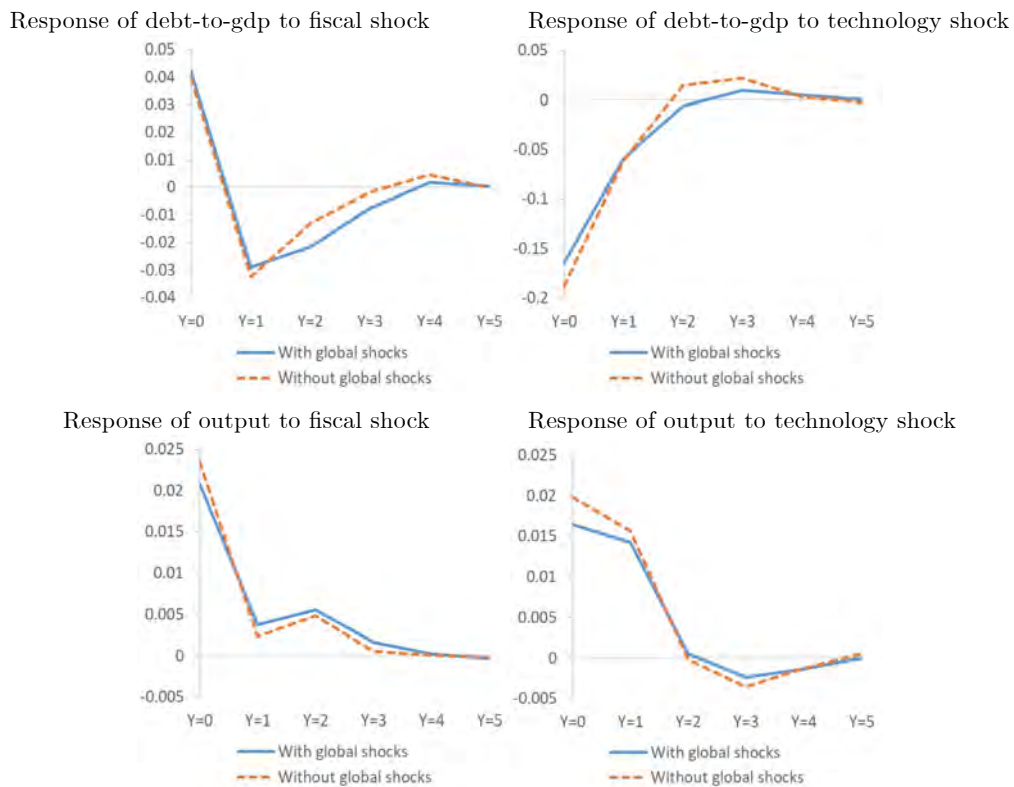 Response of debt-to-gdp to fiscal shock
0.05
0.04
0.03
0.02
0.01
0
-0.01
-0.02
-0.03
-0.04
Y=0 Y=1 Y=2 Y=3 Y=4 Y=5
With global shocks
Without global shocks
Response of debt-to-gdp to technology shock
0.05
0
-0.05
-0.1
-0.15
-0.2
Y=0 Y=1 Y=2 Y=3 Y=4 Y=5
With global shocks
Without global shocks
Response of output to fiscal shock
0.025
0.02
0.015
0.01
0.005
0
-0.005
Y=0 Y=1 Y=2 Y=3 Y=4 Y=5
With global shocks
Without global shocks
Response of output to technology shock
0.025
0.02
0.015
0.01
0.005
0
-0.005
Y=0 Y=1 Y=2 Y=3 Y=4 Y=5
With global shocks
Without global shocks